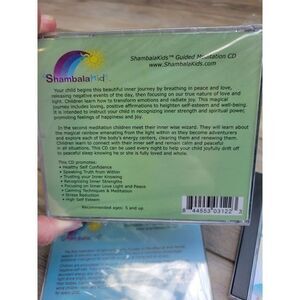 ShambalaKids
ShambalaKids™ Guided Meditation CD
www.ShambalaKids.com
Your child begins this beautiful inner journey by breathing in peace and love,
releasing negative events of the day, then focusing on our true nature of love and
light. Children learn how to transform emotions and radiate joy. This magical
journey includes loving, positive affirmations to heighten self-esteem and well-being.
It is intended to instruct your child in recognizing inner strength and spiritual power,
promoting feelings of happiness and joy.
In the second meditation children meet their inner wise wizard. They will learn about
the magical rainbow emanating from the light within as they become adventurers
and explore each of the body's energy centers, clearing them and renewing them.
Children learn to connect with their inner self and remain calm and peaceful
in all situations. This CD can be used every night to help your child joyfully drift off
to peaceful sleep knowing he or she is fully loved and whole.
This CD promotes:
• Healthy Self Confidence
• Speaking Truth from Within
• Trusting your Inner Knowing
• Recognizing Inner Strengths
• Focusing on Inner Love Light and Peace
• Calming Techniques & Meditation
• Stress Reduction
• High Self Esteem
Recommended ages: 5 and up.
8 44553 03122 3
Shambala